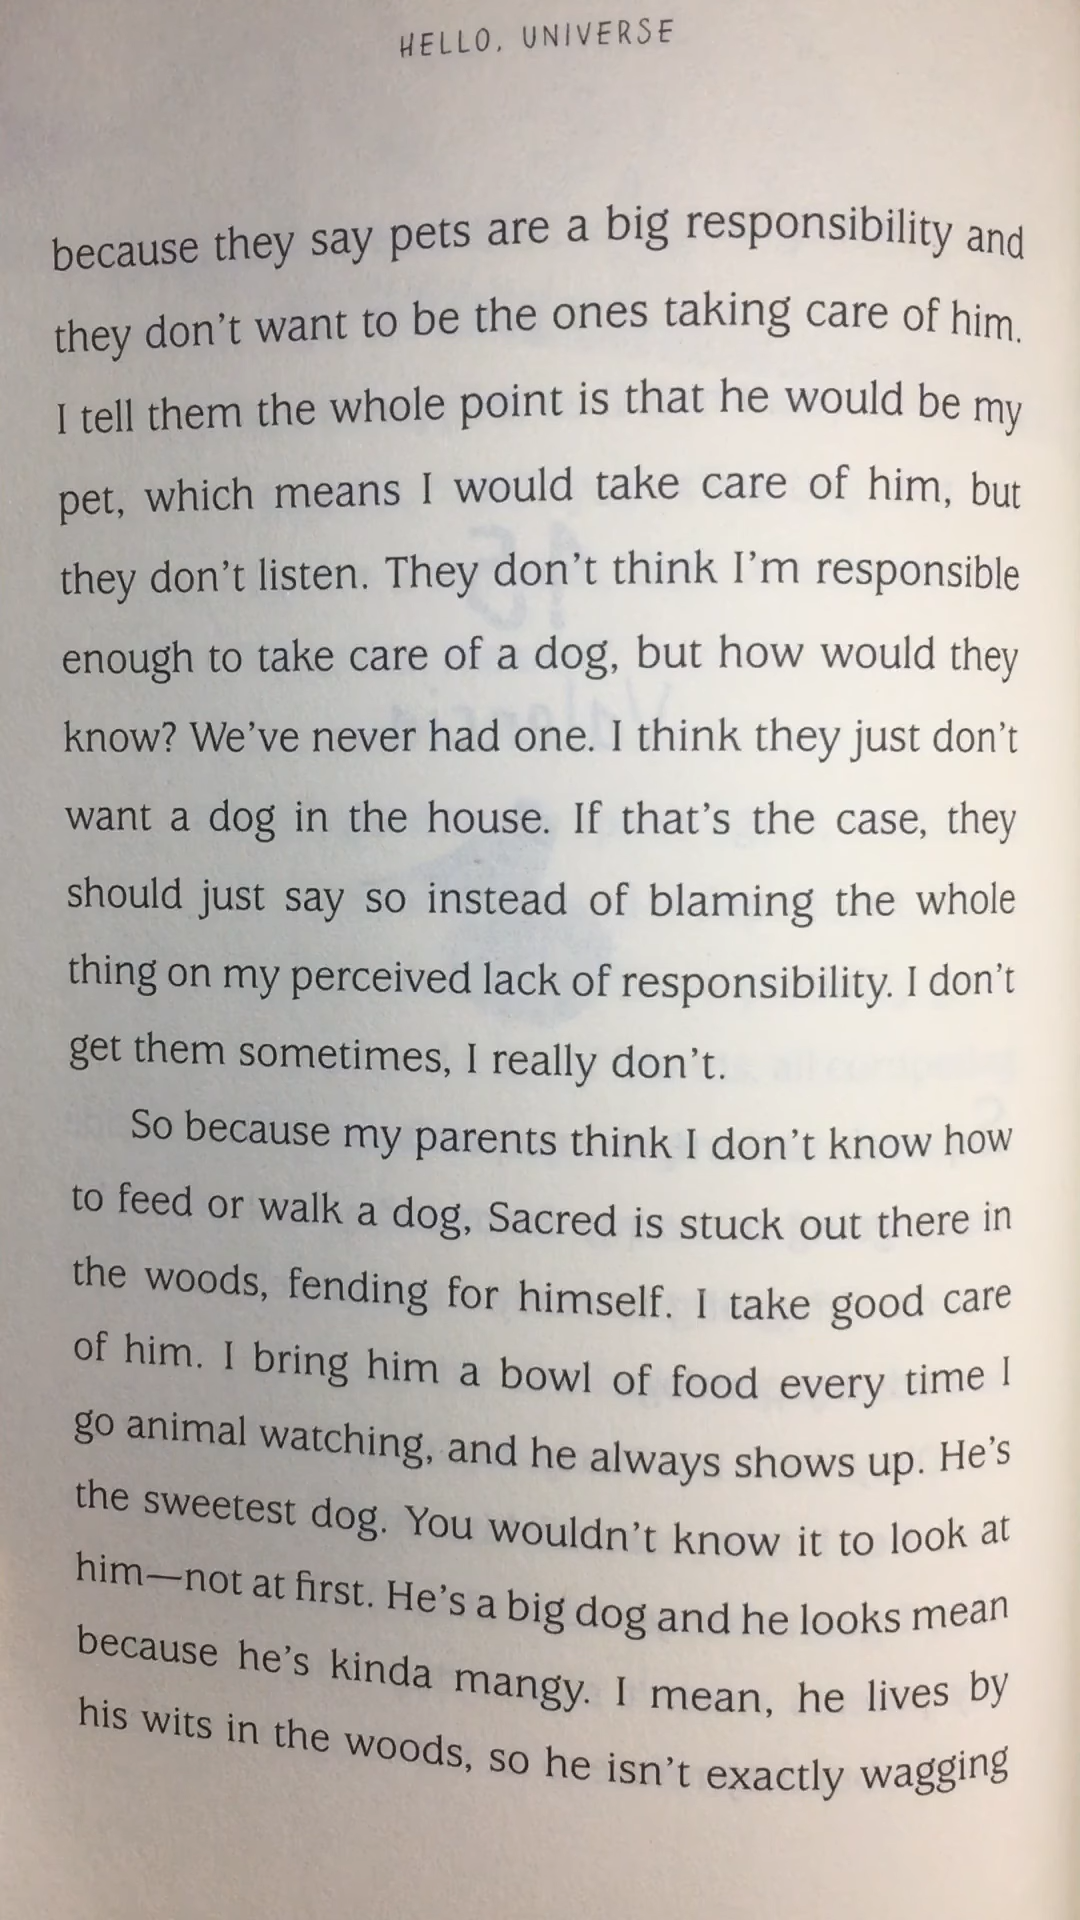 HELLO, UNIVERSE
because they say pets are a big responsibility and
they don't want to be the ones taking care of him.
I tell them the whole point is that he would be my
pet, which means I would take care of him, but
they don't listen. They don't think I'm responsible
enough to take care of a dog, but how would they
know? We've never had one. I think they just don't
want a dog in the house. If that's the case, they
should just say so instead of blaming the whole
thing on my perceived lack of responsibility. I don't
get them sometimes, I really don't.
So because my parents think I don't know how
to feed or walk a dog, Sacred is stuck out there in
the woods, fending for himself. I take good care
of him. I bring him a bowl of food every time I
go animal watching, and he always shows up. He's
the sweetest dog. You wouldn't know it to look at
him—not at first. He's a big dog and he looks mean
because he's kinda mangy. I mean, he lives by
his wits in the woods, so he isn't exactly wagging